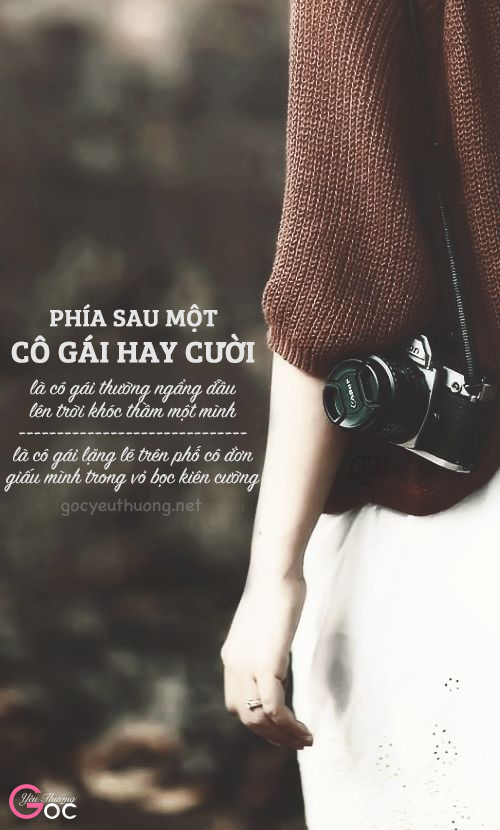 PHÍA SAU MỘT
CÔ GÁI HAY CƯỜI
là cô gái thường ngẩng đầu
lên trời khóc thầm một mình
là cô gái lặng lẽ trên phố cô đơn
giấu mình trong vỏ bọc kiên cường
gocyeuthuong.net
Yêu Thương
GOC